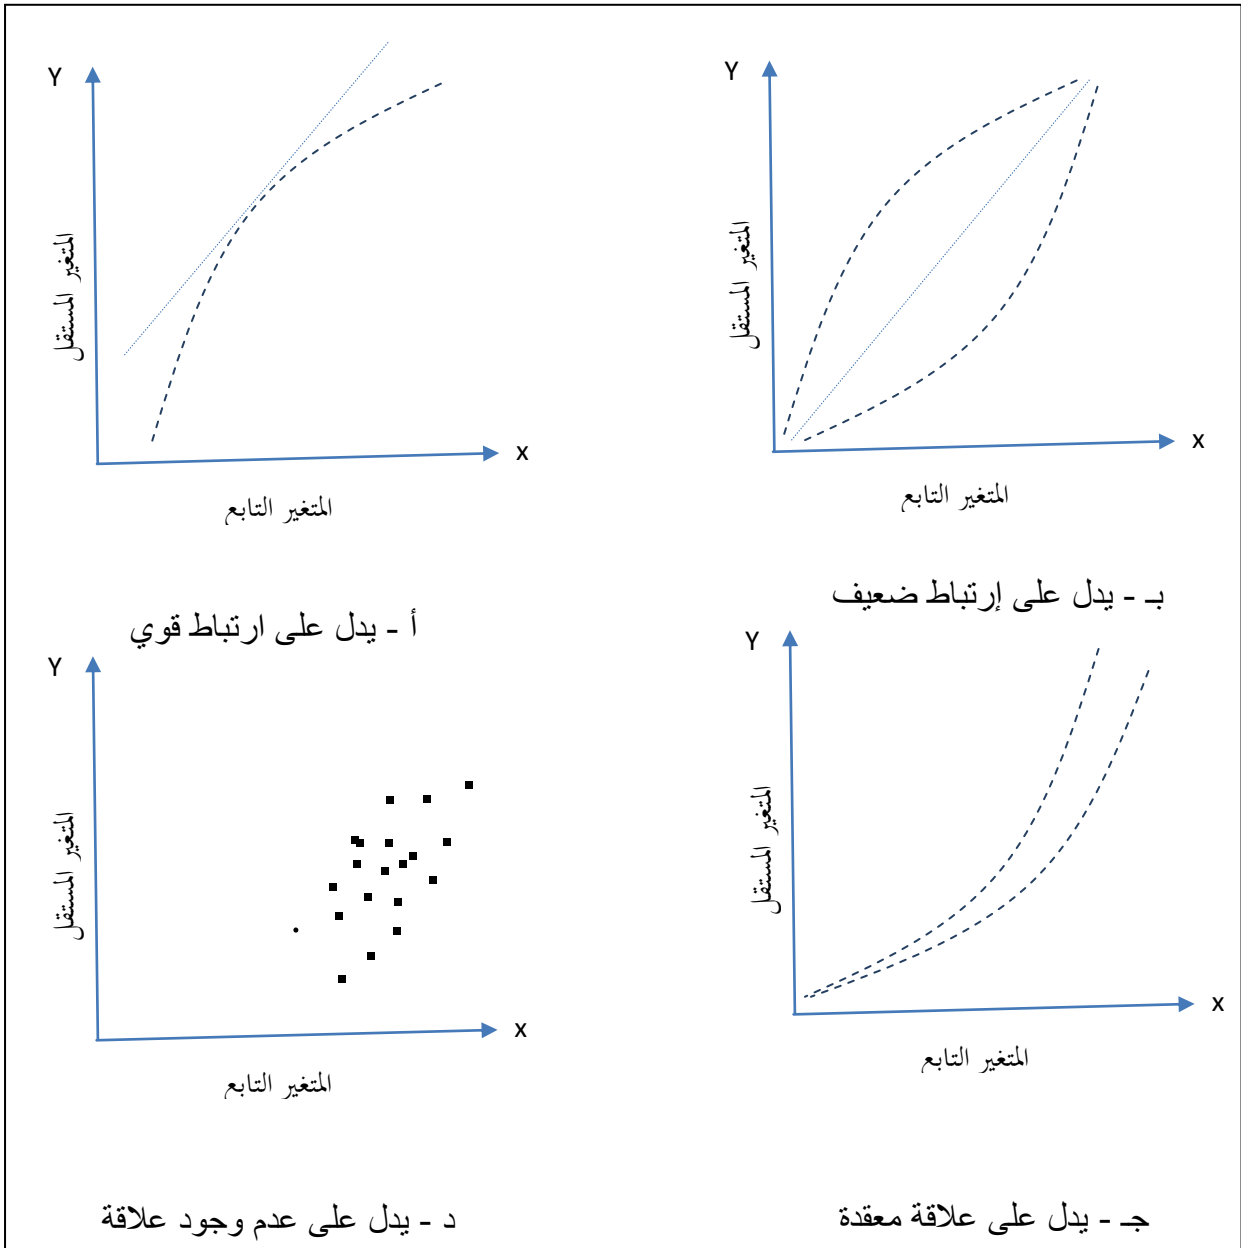 Y
المتغير المستقل
x
المتغير التابع
أ - يدل على ارتباط قوي
Y
المتغير المستقل
x
المتغير التابع
بـ - يدل على إرتباط ضعيف
Y
المتغير المستقل
x
المتغير التابع
د - يدل على عدم وجود علاقة
Y
المتغير المستقل
x
المتغير التابع
جـ - يدل على علاقة معقدة